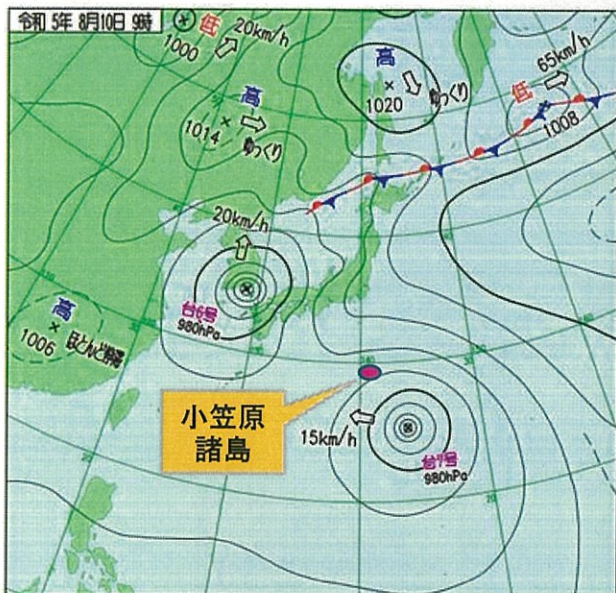 令和 5年 8月10日 9時
低
20km/h
1000
高
1020
ゆっくり
低
65km/h
1008
高
1014
ゆっくり
20km/h
台6号
980hPa
高
1006
ほとんど停滞
小笠原
諸島
15km/h
台7号
980hPa